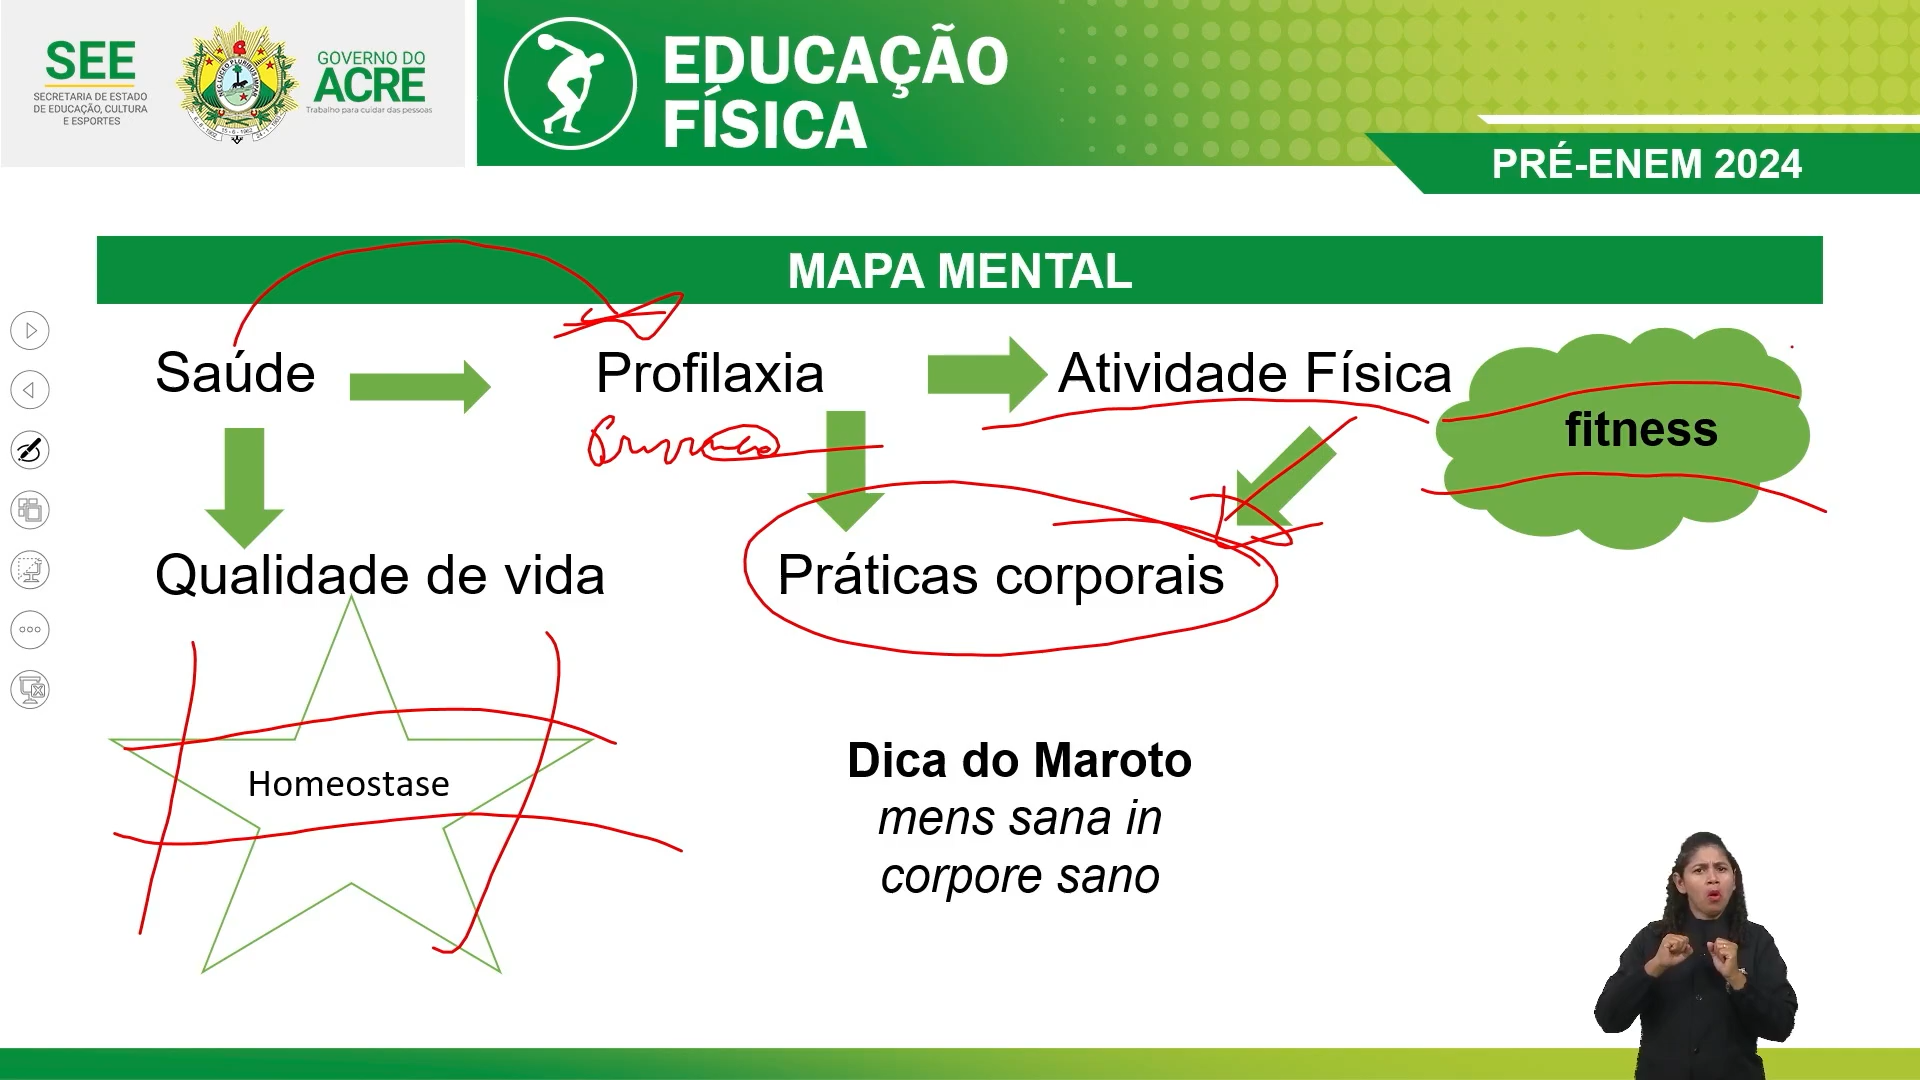 SEE
SECRETARIA DE ESTADO
DE EDUCAÇÃO, CULTURA
E ESPORTES
GOVERNO DO
ACRE
Trabalho para cuidar das pessoas
EDUCAÇÃO
FÍSICA
PRÉ-ENEM 2024
MAPA MENTAL
Saúde
Profilaxia
Atividade Física
fitness
Qualidade de vida
Práticas corporais
Homeostase
Dica do Maroto
mens sana in
corpore sano